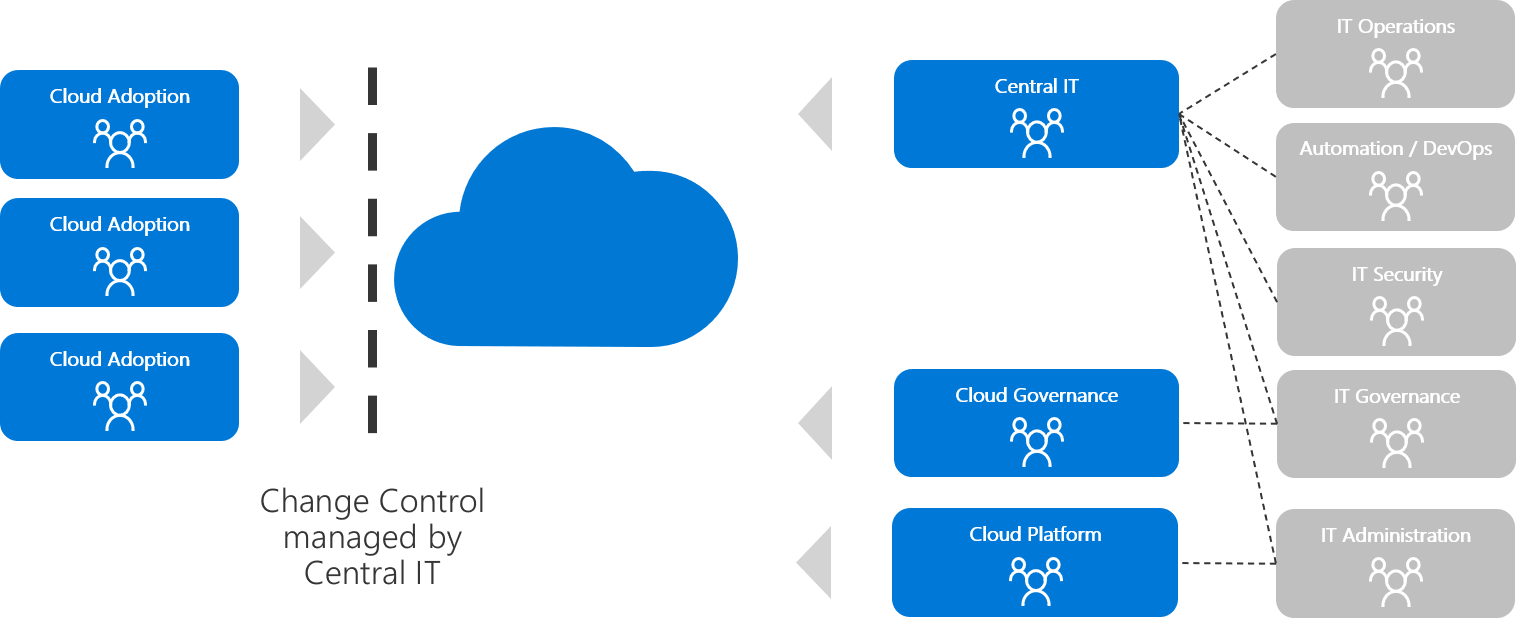 Cloud Adoption
Cloud Adoption
Cloud Adoption
Change Control
managed by
Central IT
Central IT
Cloud Governance
Cloud Platform
IT Operations
Automation / DevOps
IT Security
IT Governance
IT Administration